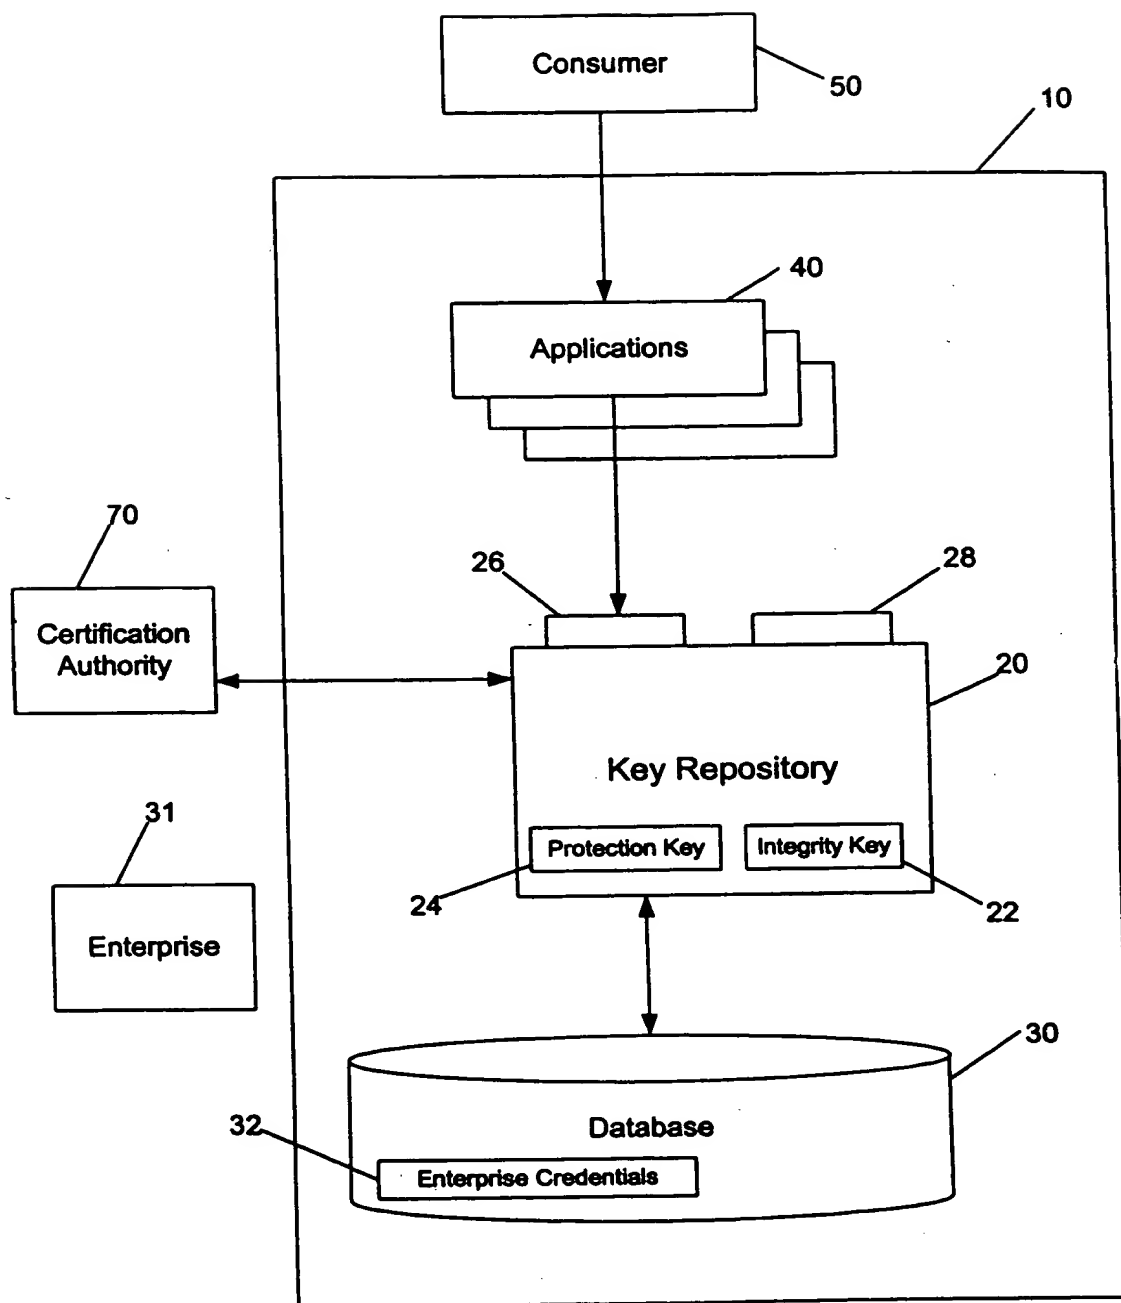 Consumer
50
10
40
Applications
70
26
28
Certification
Authority
20
Key Repository
31
Protection Key
Integrity Key
24
22
Enterprise
30
32
Database
Enterprise Credentials